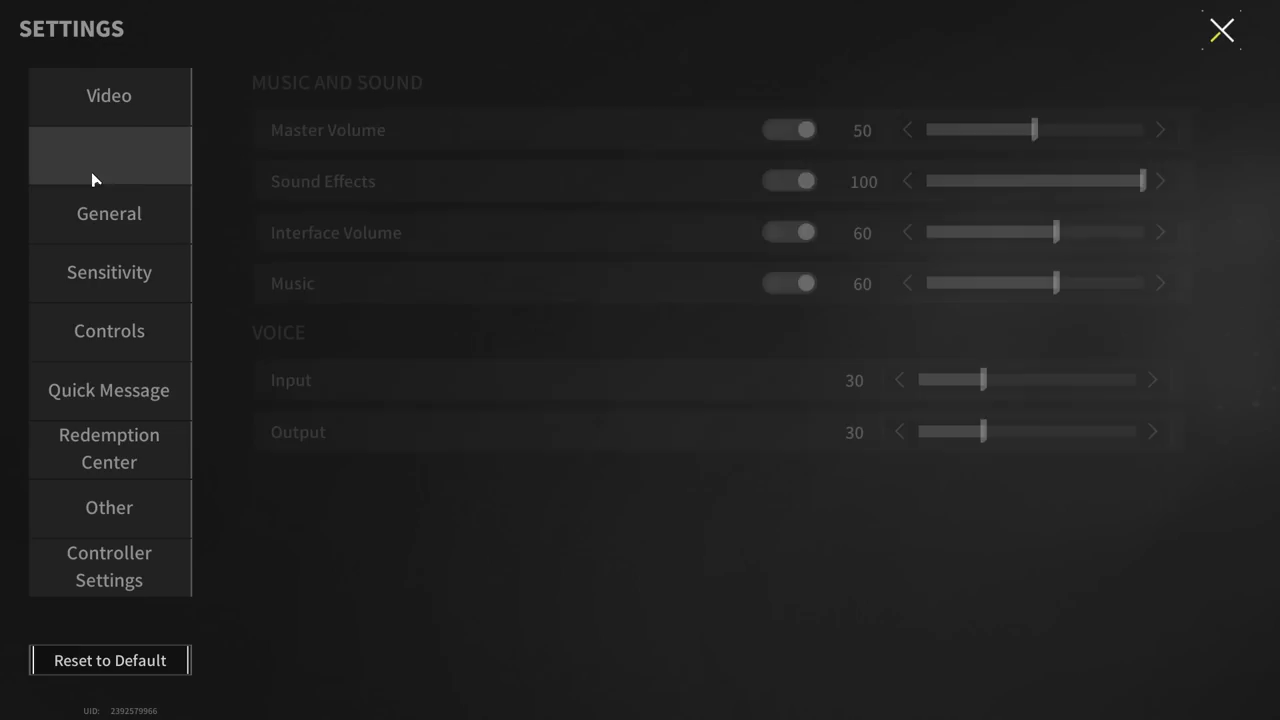 SETTINGS
Video
General
Sensitivity
Controls
Quick Message
Redemption
Center
Other
Controller
Settings
Reset to Default
UID: 2392579966
MUSIC AND SOUND
Master Volume 50
Sound Effects 100
Interface Volume 60
Music 60
VOICE
Input 30
Output 30